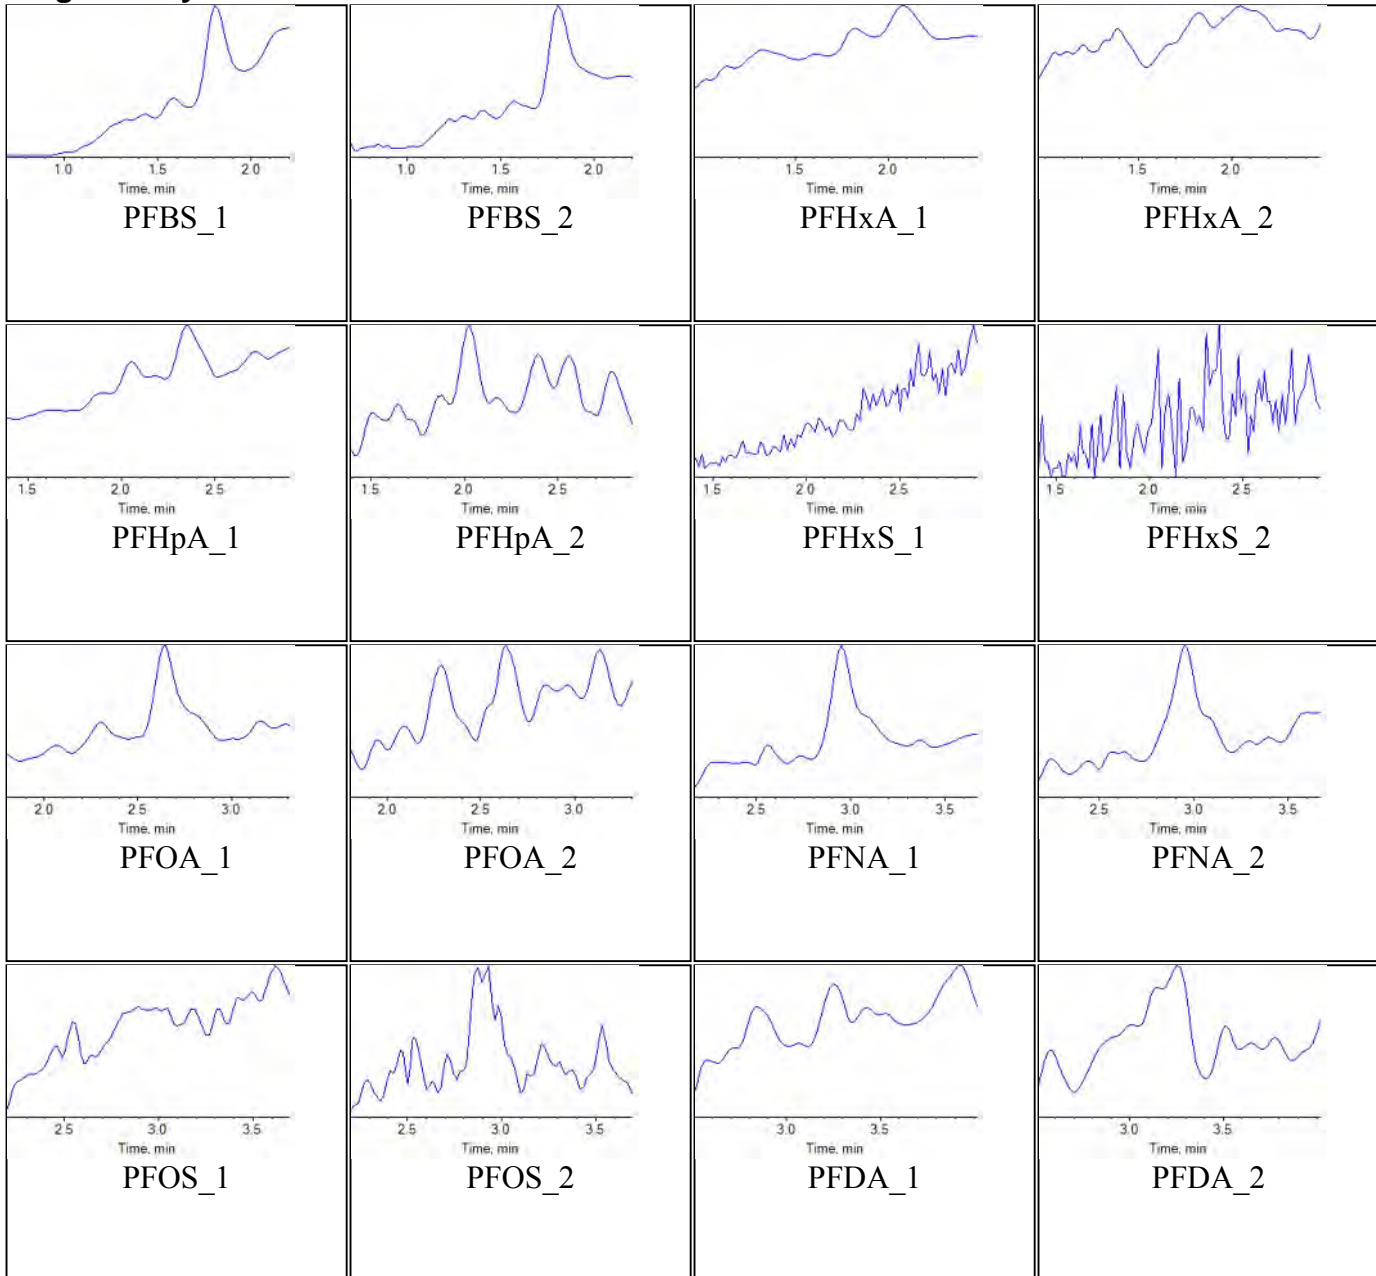 1.0 1.5 2.0 1.0 1.5 2.0 1.5 2.0 1.5 2.0
Time, min Time, min Time, min Time, min
PFBS_1 PFBS_2 PFHxA_1 PFHxA_2
1.5 2.0 2.5 1.5 2.0 2.5 1.5 2.0 2.5 1.5 2.0 2.5
Time, min Time, min Time, min Time, min
PFHpA_1 PFHpA_2 PFHxS_1 PFHxS_2
2.0 2.5 3.0 2.0 2.5 3.0 2.5 3.0 3.5 2.5 3.0 3.5
Time, min Time, min Time, min Time, min
PFOA_1 PFOA_2 PFNA_1 PFNA_2
2.5 3.0 3.5 2.5 3.0 3.5 3.0 3.5 3.0 3.5
Time, min Time, min Time, min Time, min
PFOS_1 PFOS_2 PFDA_1 PFDA_2